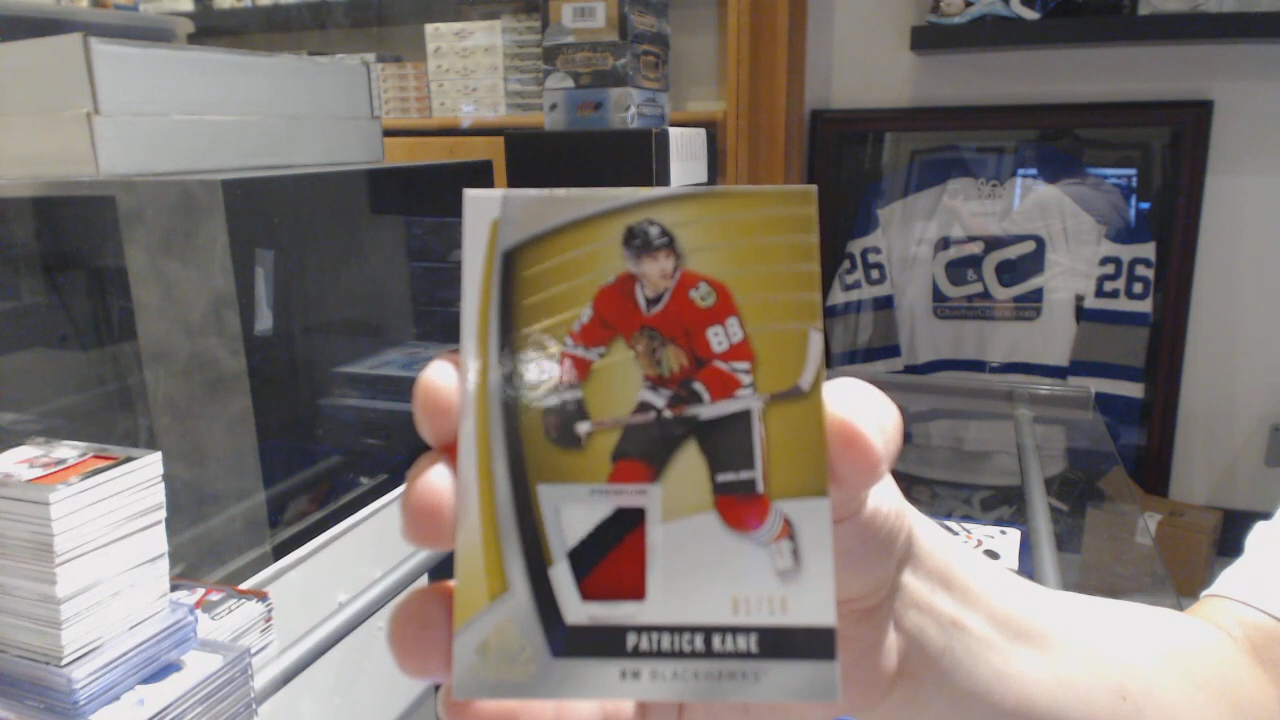 26
C & C
26
88
PREMIUM
PATRICK KANE
RW BLACKHAWKS